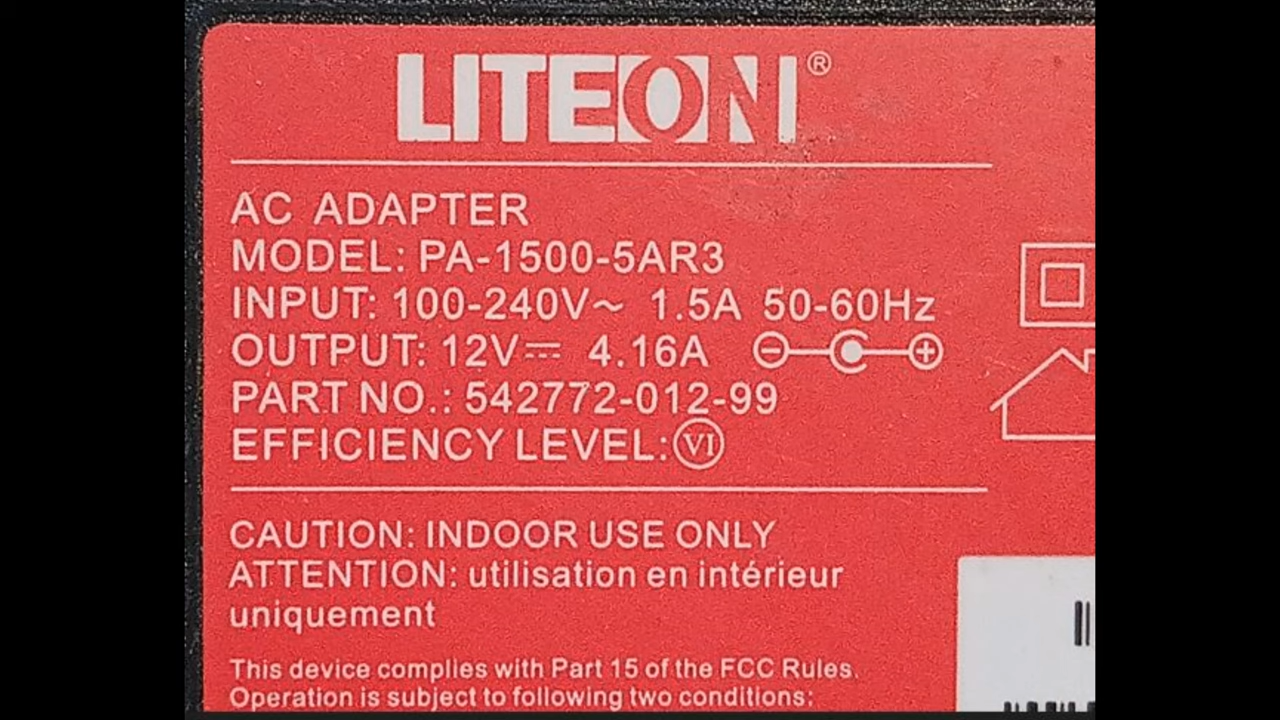 LITEON®
AC ADAPTER
MODEL: PA-1500-5AR3
INPUT: 100-240V~ 1.5A 50-60Hz
OUTPUT: 12V⎓ 4.16A
PART NO.: 542772-012-99
EFFICIENCY LEVEL: VI
CAUTION: INDOOR USE ONLY
ATTENTION: utilisation en intérieur
uniquement
This device complies with Part 15 of the FCC Rules.
Operation is subject to following two conditions: